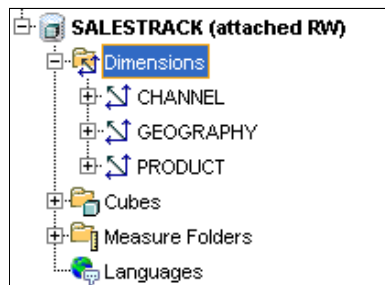 SALESTRACK (attached RW)
Dimensions
CHANNEL
GEOGRAPHY
PRODUCT
Cubes
Measure Folders
Languages